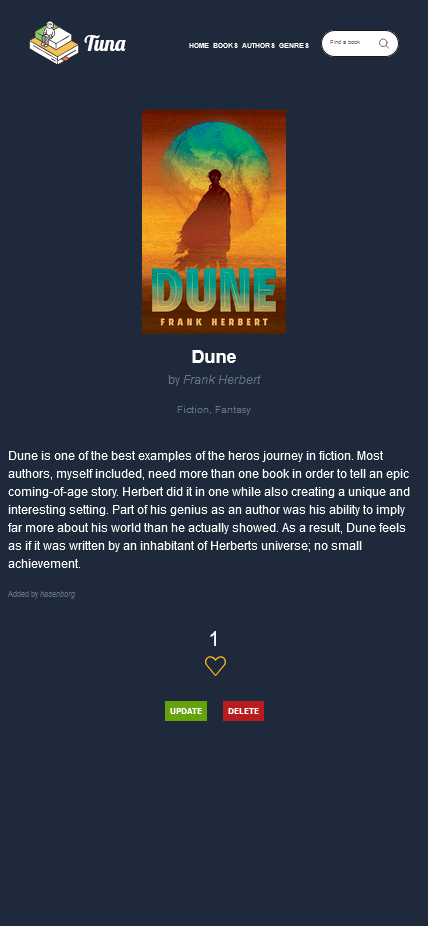 Tuna
HOME BOOKS AUTHORS GENRES
Find a book
DUNE
FRANK HERBERT
Dune
by Frank Herbert
Fiction, Fantasy
Dune is one of the best examples of the heros journey in fiction. Most
authors, myself included, need more than one book in order to tell an epic
coming-of-age story. Herbert did it in one while also creating a unique and
interesting setting. Part of his genius as an author was his ability to imply
far more about his world than he actually showed. As a result, Dune feels
as if it was written by an inhabitant of Herberts universe; no small
achievement.
Added by hasenborg
1
UPDATE DELETE